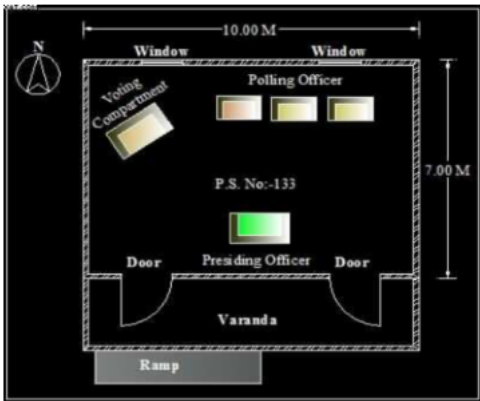 10.00 M
N
Window
Window
Polling Officer
Voting
Compartment
7.00 M
P.S. No:-133
Door
Presiding Officer
Door
Varanda
Ramp